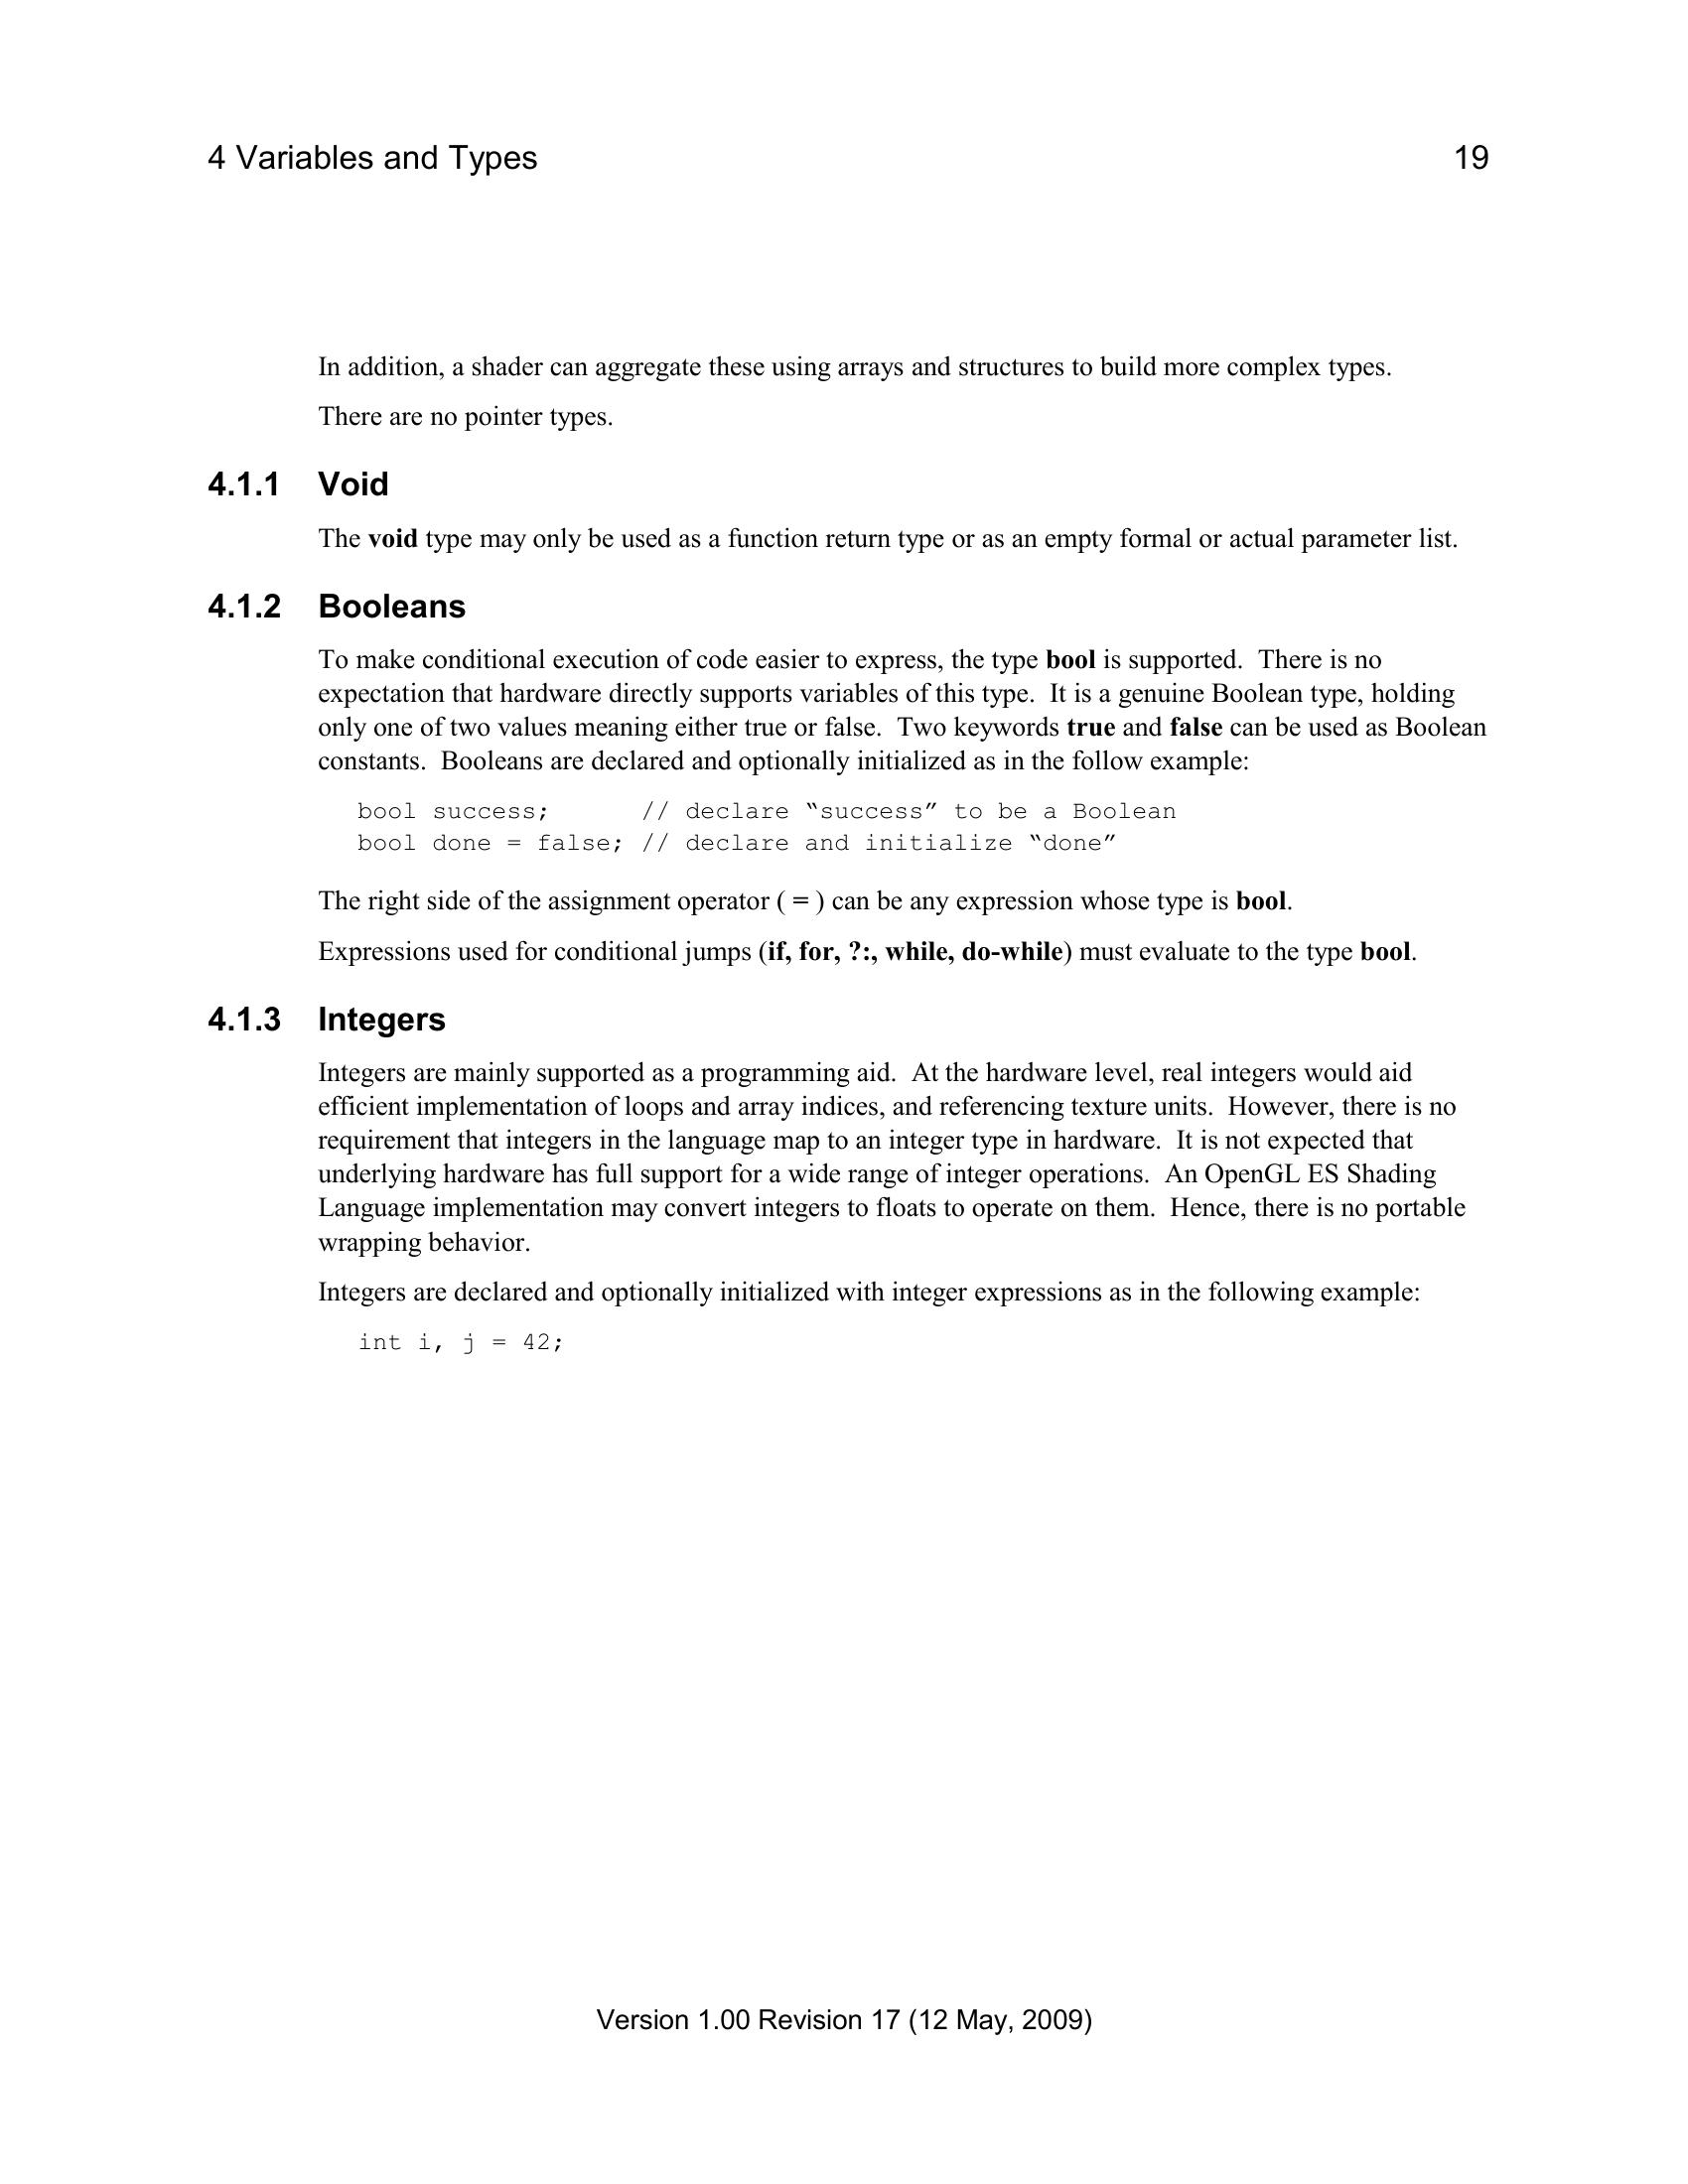 4 Variables and Types 19
In addition, a shader can aggregate these using arrays and structures to build more complex types.
There are no pointer types.
4.1.1 Void
The void type may only be used as a function return type or as an empty formal or actual parameter list.
4.1.2 Booleans
To make conditional execution of code easier to express, the type bool is supported.  There is no
expectation that hardware directly supports variables of this type.  It is a genuine Boolean type, holding
only one of two values meaning either true or false.  Two keywords true and false can be used as Boolean
constants.  Booleans are declared and optionally initialized as in the follow example:
bool success;      // declare “success” to be a Boolean
bool done = false; // declare and initialize “done”
The right side of the assignment operator ( = ) can be any expression whose type is bool.
Expressions used for conditional jumps (if, for, ?:, while, do-while) must evaluate to the type bool.
4.1.3 Integers
Integers are mainly supported as a programming aid.  At the hardware level, real integers would aid
efficient implementation of loops and array indices, and referencing texture units.  However, there is no
requirement that integers in the language map to an integer type in hardware.  It is not expected that
underlying hardware has full support for a wide range of integer operations.  An OpenGL ES Shading
Language implementation may convert integers to floats to operate on them.  Hence, there is no portable
wrapping behavior.
Integers are declared and optionally initialized with integer expressions as in the following example:
int i, j = 42;
Version 1.00 Revision 17 (12 May, 2009)